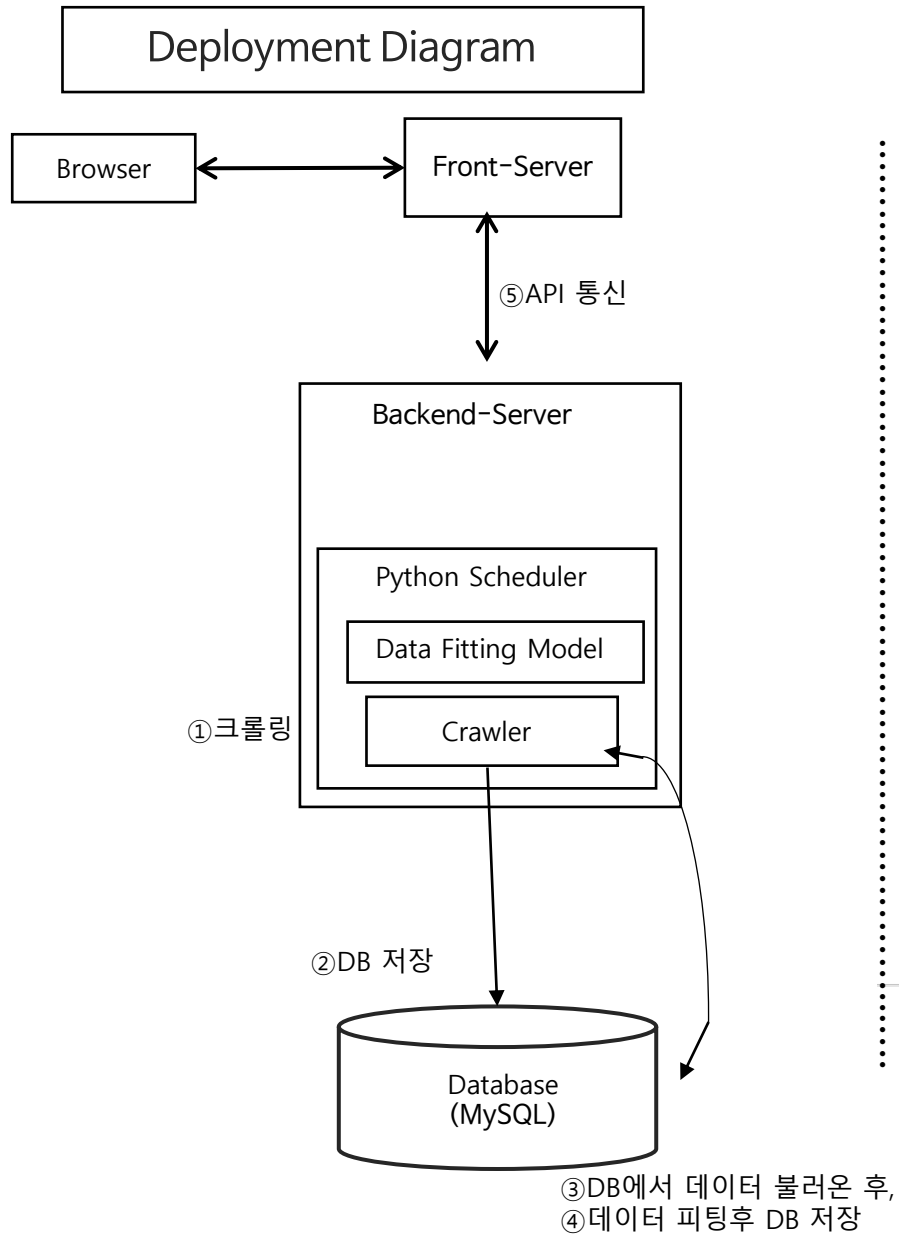 Deployment Diagram
Browser
Front-Server
⑤API 통신
Backend-Server
Python Scheduler
Data Fitting Model
①크롤링
Crawler
②DB 저장
Database
(MySQL)
③DB에서 데이터 불러온 후,
④데이터 피팅후 DB 저장